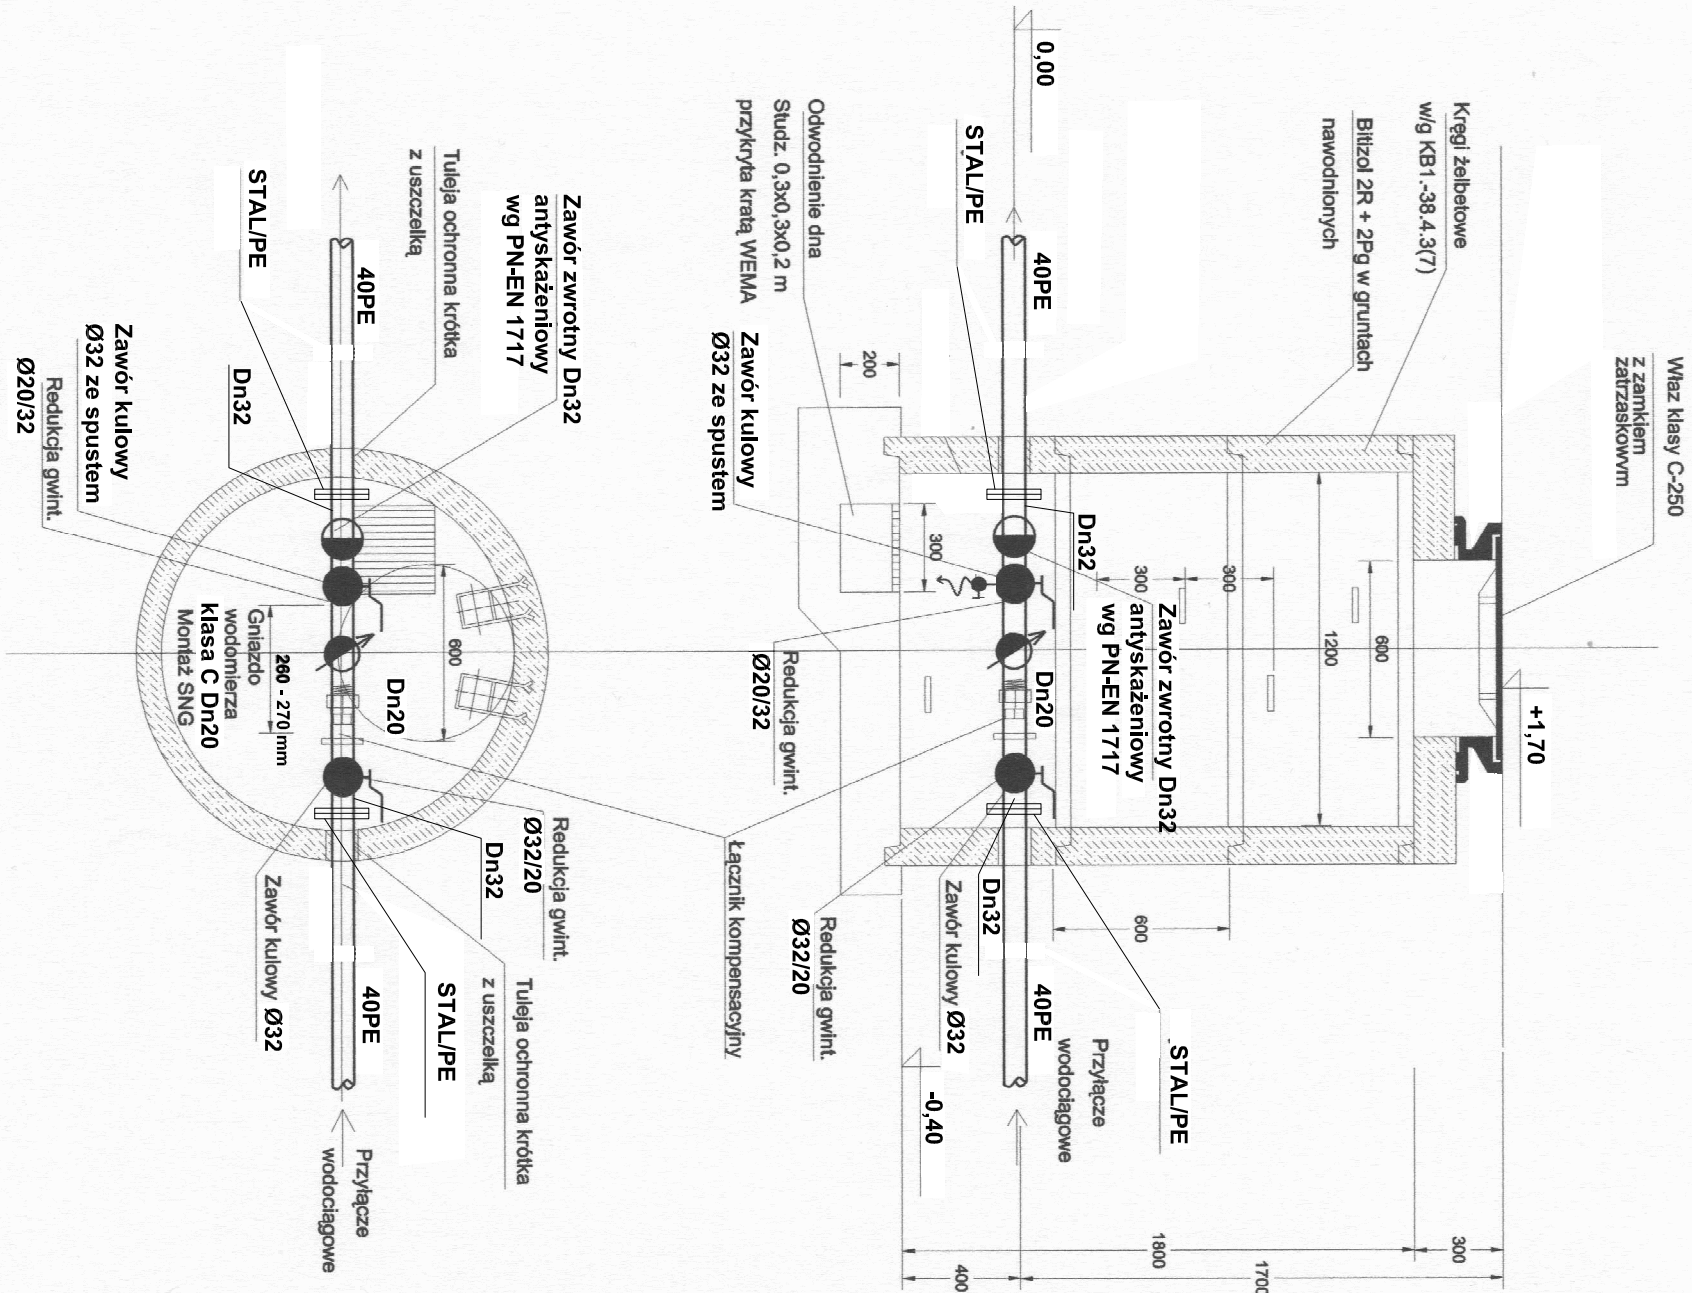 Właz klasy C-250
z zamkiem
zatrzaskowym
Kręgi żelbetowe
w/g KB1.-38.4.3(7)
Bitizol 2R + 2Pg w gruntach
nawodnionych
0,00
+1,70
STAL/PE
40PE
Odwodnienie dna
Studz. 0,3x0,3x0,2 m
przykryta kratą WEMA
Zawór kulowy
Ø32 ze spustem
200
300
Dn32
300
300
1200
600
Zawór zwrotny Dn32
antyskażeniowy
wg PN-EN 1717
Dn20
Redukcja gwint.
Ø20/32
Łącznik kompensacyjny
Redukcja gwint.
Ø32/20
Zawór kulowy Ø32
Dn32
40PE
600
STAL/PE
Przyłącze
wodociągowe
-0,40
300
1800
1700
400
Zawór zwrotny Dn32
antyskażeniowy
wg PN-EN 1717
Tuleja ochronna krótka
z uszczelką
STAL/PE
40PE
Dn32
Zawór kulowy
Ø32 ze spustem
Redukcja gwint.
Ø20/32
600
Dn20
260 - 270 mm
Gniazdo
wodomierza
klasa C Dn20
Montaż SNG
Redukcja gwint.
Ø32/20
Dn32
Zawór kulowy Ø32
Tuleja ochronna krótka
z uszczelką
STAL/PE
40PE
Przyłącze
wodociągowe